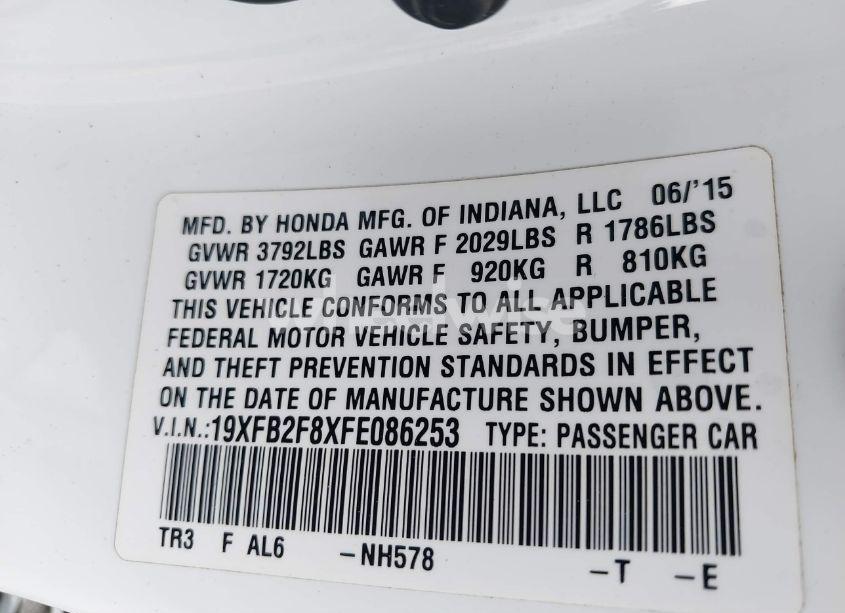 MFD. BY HONDA MFG. OF INDIANA, LLC 06/'15
GVWR 3792LBS GAWR F 2029LBS R 1786LBS
GVWR 1720KG GAWR F 920KG R 810KG
THIS VEHICLE CONFORMS TO ALL APPLICABLE
FEDERAL MOTOR VEHICLE SAFETY, BUMPER,
AND THEFT PREVENTION STANDARDS IN EFFECT
ON THE DATE OF MANUFACTURE SHOWN ABOVE.
V.I.N.:19XFB2F8XFE086253 TYPE: PASSENGER CAR
TR3 F AL6 -NH578 -T -E